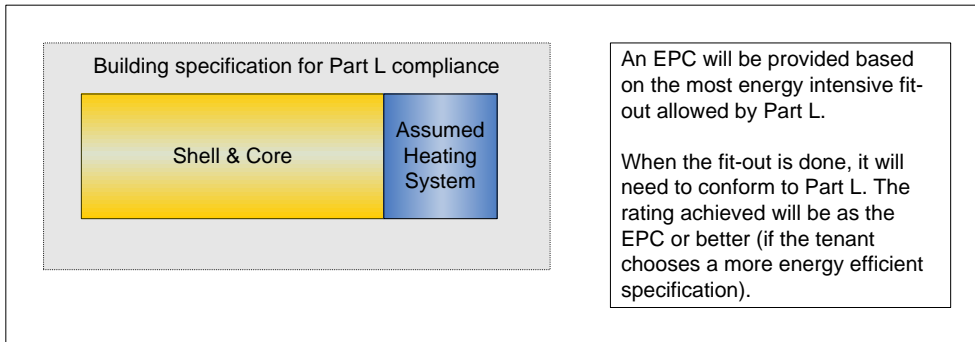 Building specification for Part L compliance
Shell & Core
Assumed
Heating
System
An EPC will be provided based
on the most energy intensive fit-
out allowed by Part L.
When the fit-out is done, it will
need to conform to Part L. The
rating achieved will be as the
EPC or better (if the tenant
chooses a more energy efficient
specification).